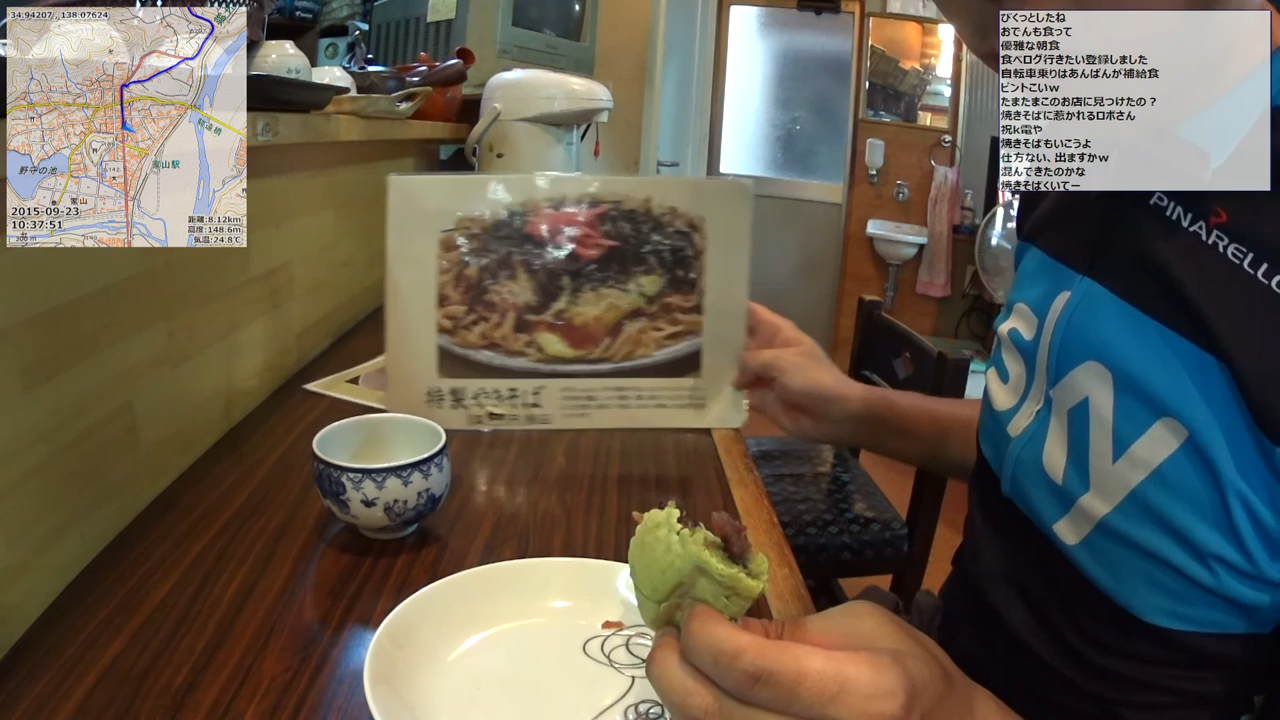 34.94207 , 138.07624
野守の池
家山
家山駅
2015-09-23
10:37:51
300 m
距離:8.12km
高度:148.6m
気温:24.8℃
びくっとしたね
おでんも食って
優雅な朝食
食べログ行きたい登録しました
自転車乗りはあんぱんが補給食
ピントこいw
たまたまこのお店に見つけたの？
焼きそばに惹かれるロボさん
祝k電や
焼きそばもいこうよ
仕方ない、出ますかw
混んできたのかな
焼きそばくいてー
PINARELLO
sky
特製やきそば